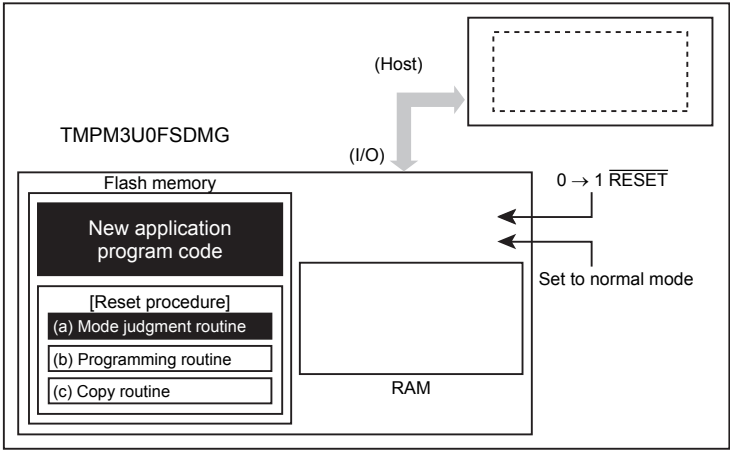 (Host)
TMPM3U0FSDMG
(I/O)
0 → 1 RESET
Flash memory
New application
program code
Set to normal mode
[Reset procedure]
(a) Mode judgment routine
(b) Programming routine
(c) Copy routine
RAM